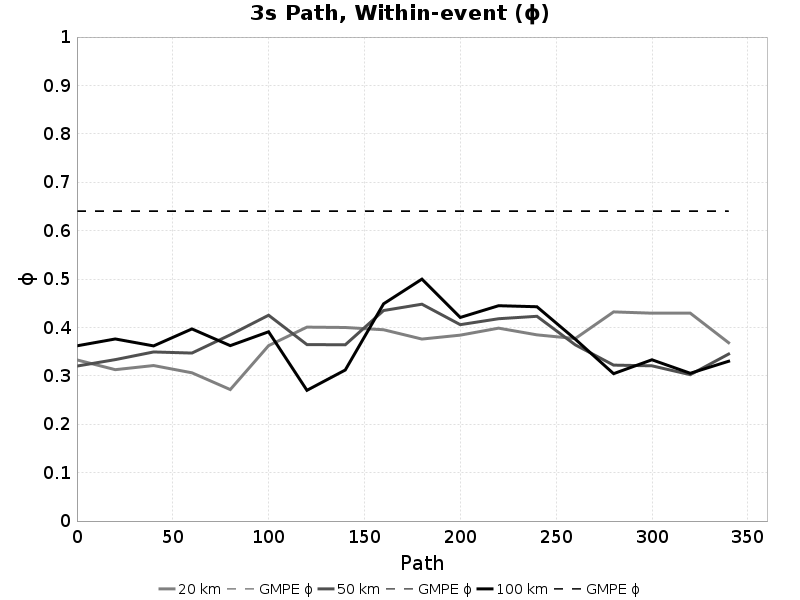 3s Path, Within-event (ϕ)
1
0.9
0.8
0.7
0.6
0.5
0.4
0.3
0.2
0.1
0
ϕ
0 50 100 150 200 250 300 350
Path
20 km GMPE ϕ 50 km GMPE ϕ 100 km GMPE ϕ